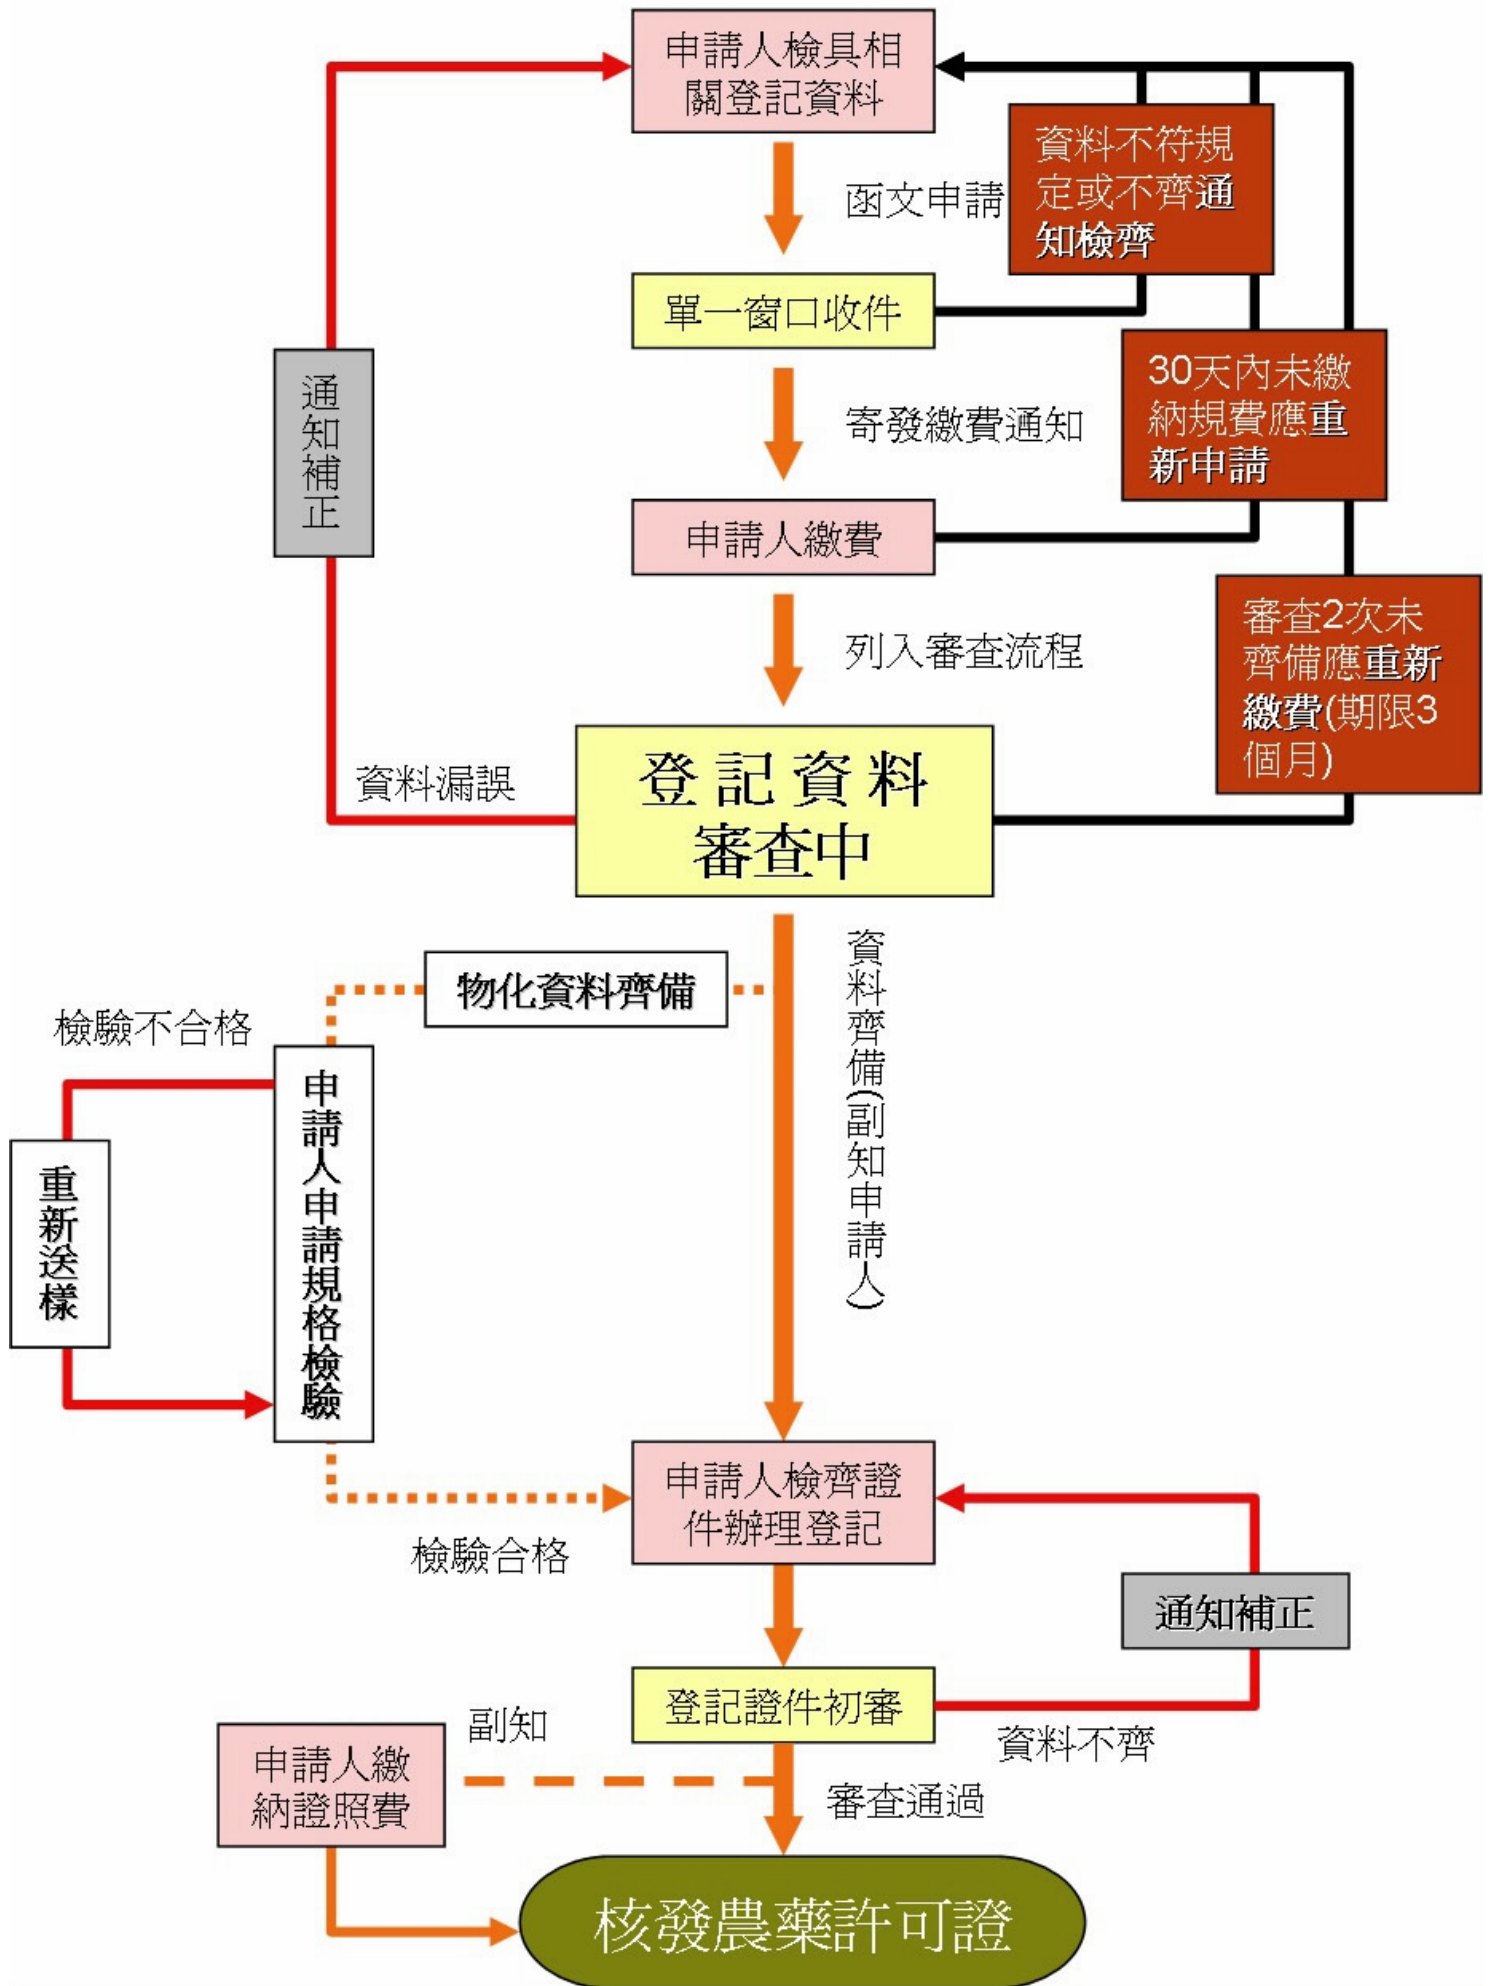 申請人檢具相
關登記資料
函文申請
資料不符規
定或不齊通
知檢齊
單一窗口收件
寄發繳費通知
30天內未繳
納規費應重
新申請
通知補正
申請人繳費
列入審查流程
審查2次未
齊備應重新
繳費(期限3
個月)
資料漏誤
登記資料
審查中
資料齊備(副知申請人)
物化資料齊備
檢驗不合格
申請人申請規格檢驗
重新送樣
檢驗合格
申請人檢齊證
件辦理登記
通知補正
登記證件初審
資料不齊
副知
申請人繳
納證照費
審查通過
核發農藥許可證